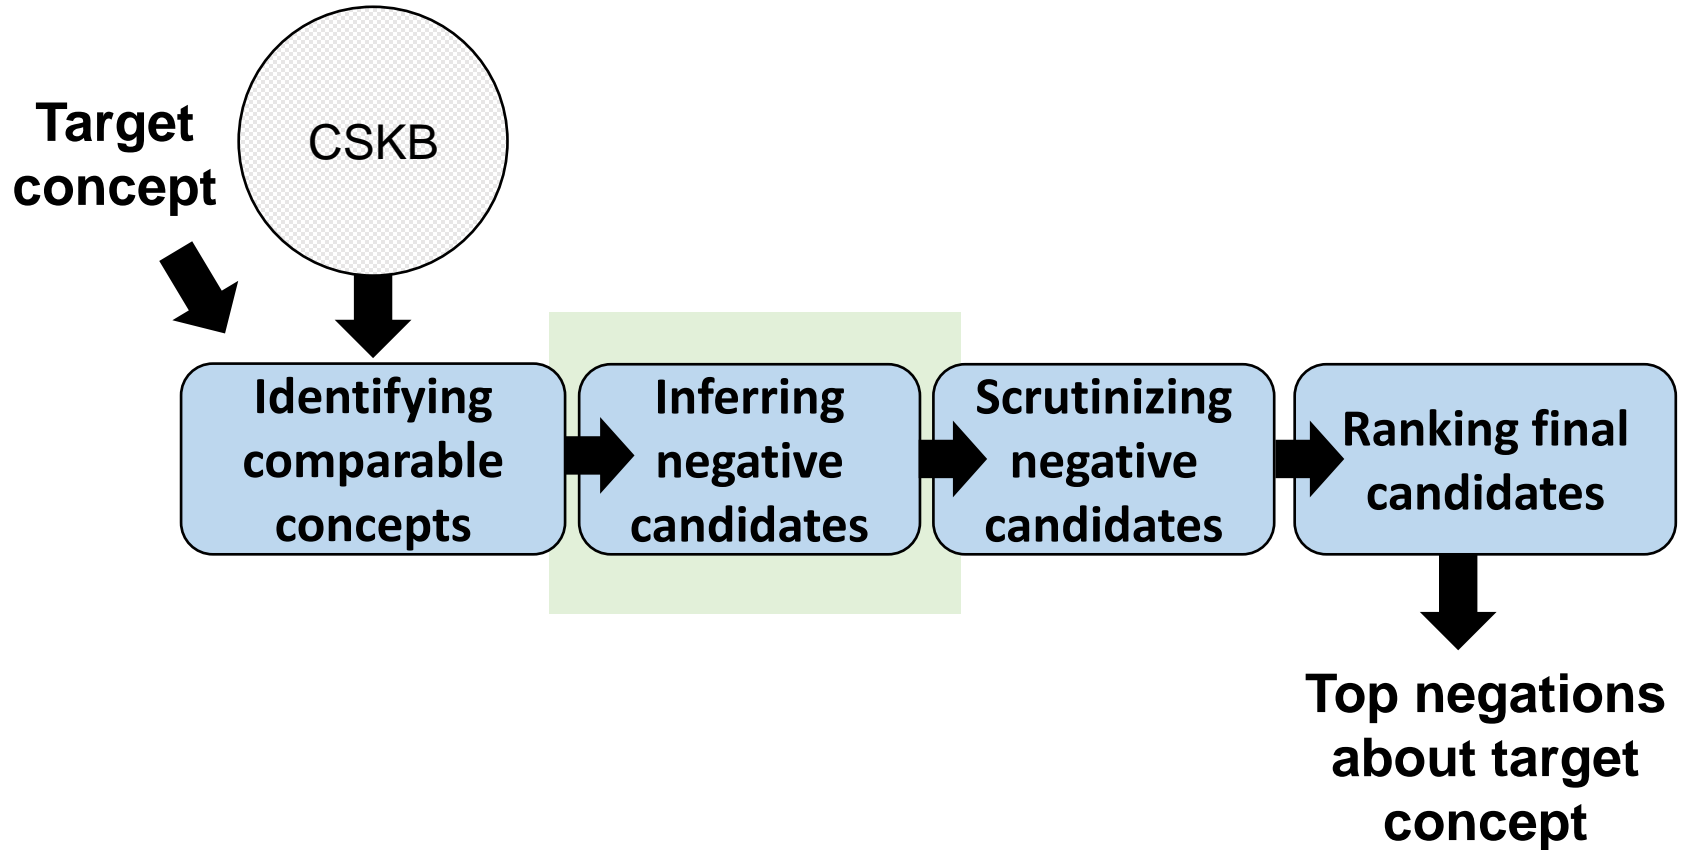 Target
concept
CSKB
Identifying
comparable
concepts
Inferring
negative
candidates
Scrutinizing
negative
candidates
Ranking final
candidates
Top negations
about target
concept